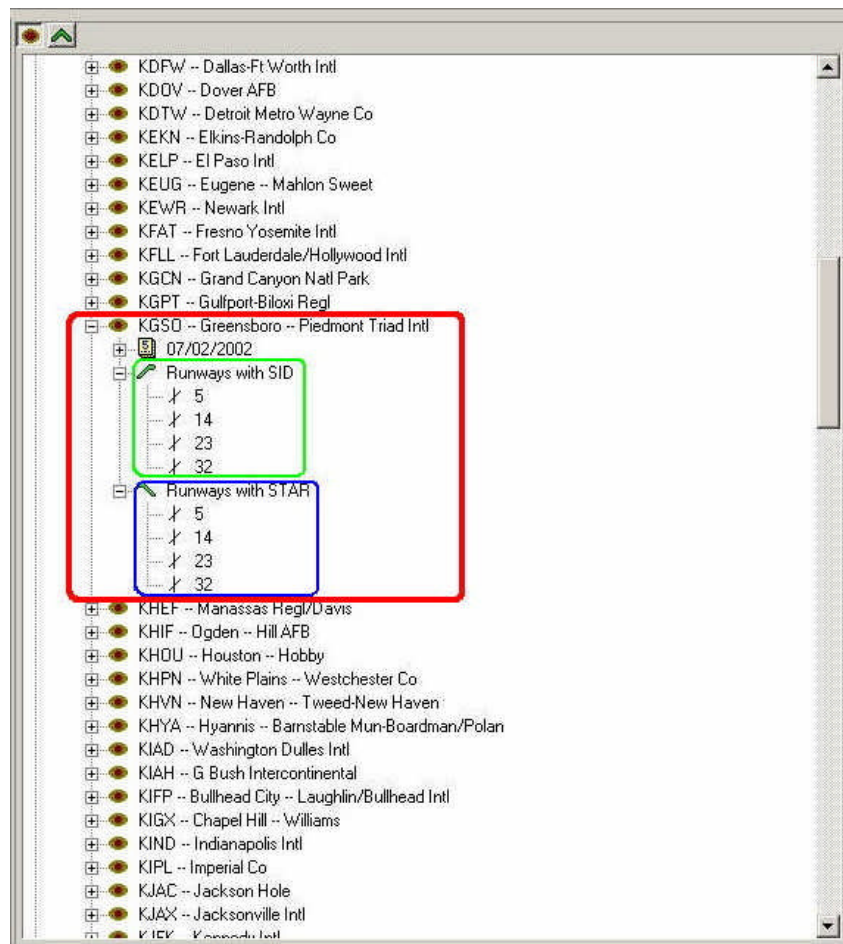 KDFW -- Dallas-Ft Worth Intl
KDOV -- Dover AFB
KDTW -- Detroit Metro Wayne Co
KEKN -- Elkins-Randolph Co
KELP -- El Paso Intl
KEUG -- Eugene -- Mahlon Sweet
KEWR -- Newark Intl
KFAT -- Fresno Yosemite Intl
KFLL -- Fort Lauderdale/Hollywood Intl
KGCN -- Grand Canyon Natl Park
KGPT -- Gulfport-Biloxi Regl
KGSO -- Greensboro -- Piedmont Triad Intl
07/02/2002
Runways with SID
5
14
23
32
Runways with STAR
5
14
23
32
KHEF -- Manassas Regl/Davis
KHIF -- Ogden -- Hill AFB
KHOU -- Houston -- Hobby
KHPN -- White Plains -- Westchester Co
KHVN -- New Haven -- Tweed-New Haven
KHYA -- Hyannis -- Barnstable Mun-Boardman/Polan
KIAD -- Washington Dulles Intl
KIAH -- G Bush Intercontinental
KIFP -- Bullhead City -- Laughlin/Bullhead Intl
KIGX -- Chapel Hill -- Williams
KIND -- Indianapolis Intl
KIPL -- Imperial Co
KJAC -- Jackson Hole
KJAX -- Jacksonville Intl
KJFK -- Kennedy Intl